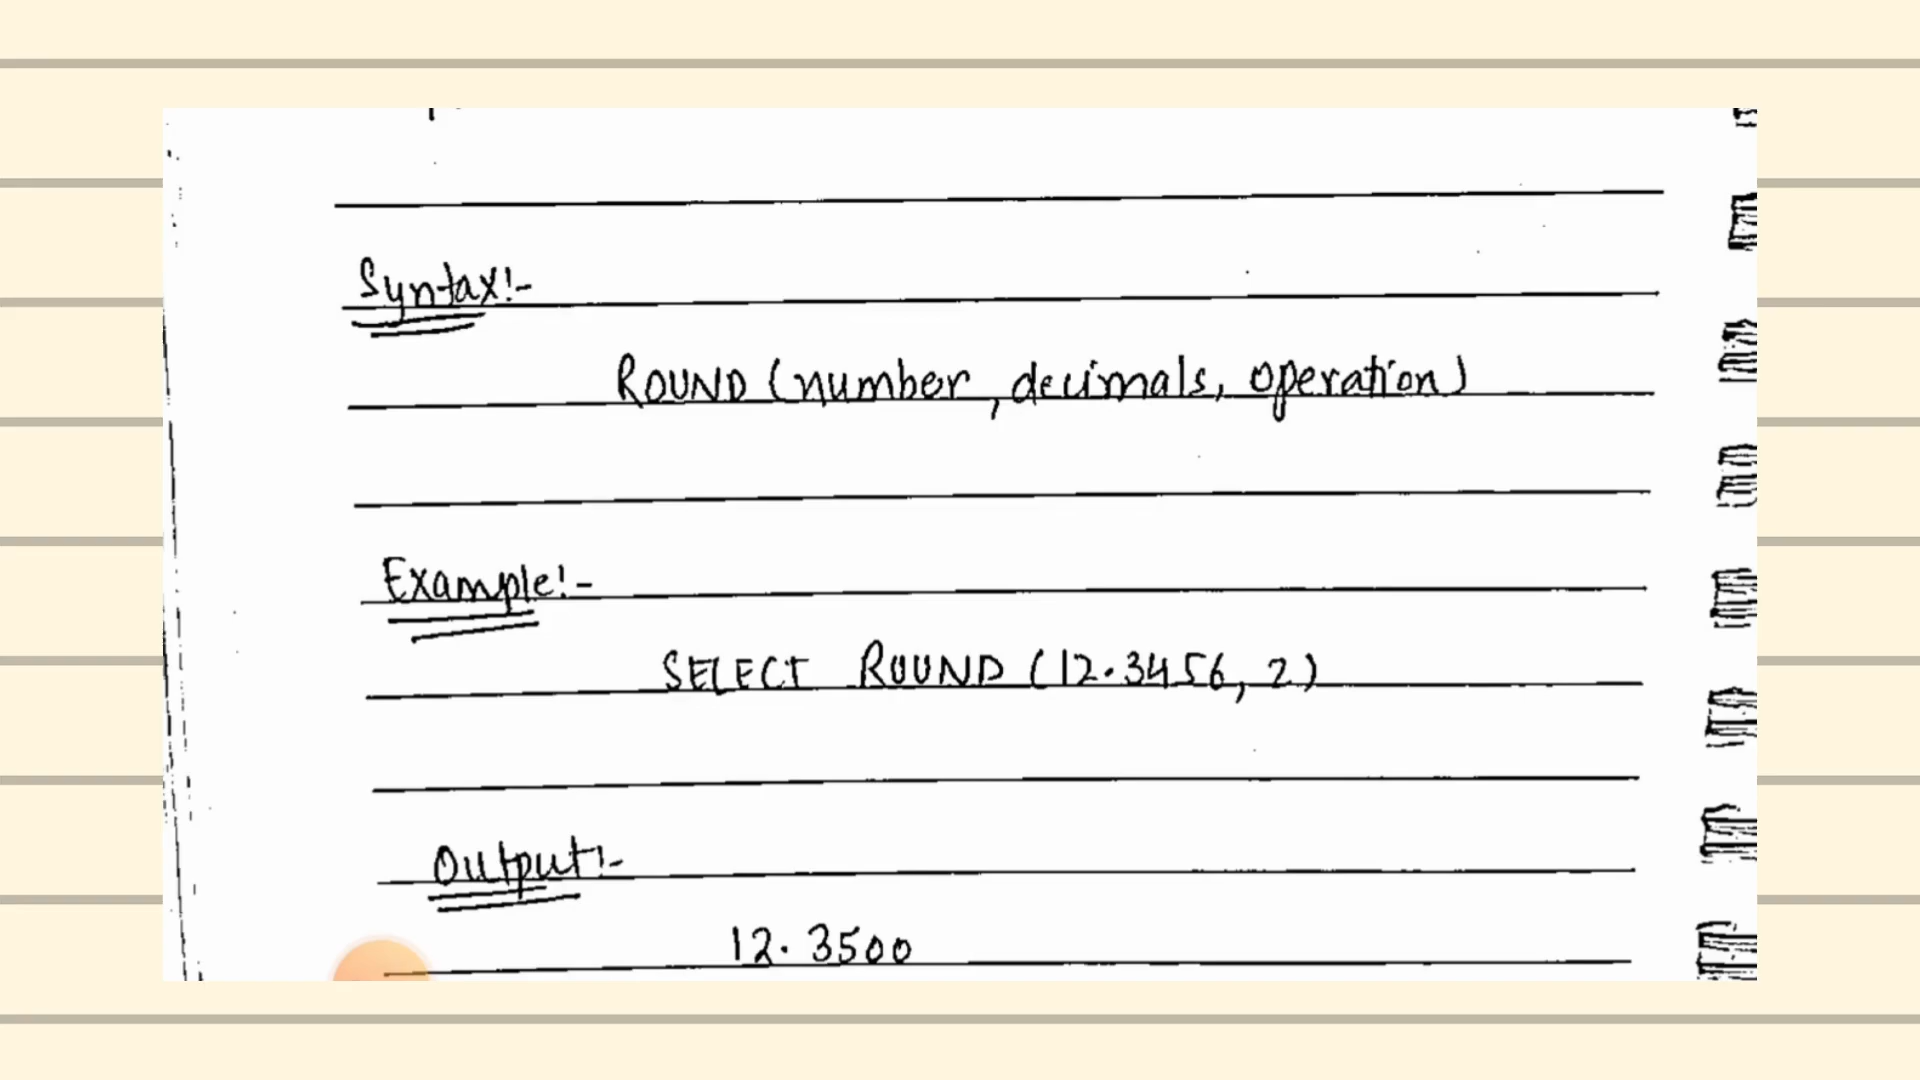 Syntax:-
ROUND (number, decimals, operation)
Example:-
SELECT ROUND (12.3456, 2)
Output:-
12.3500